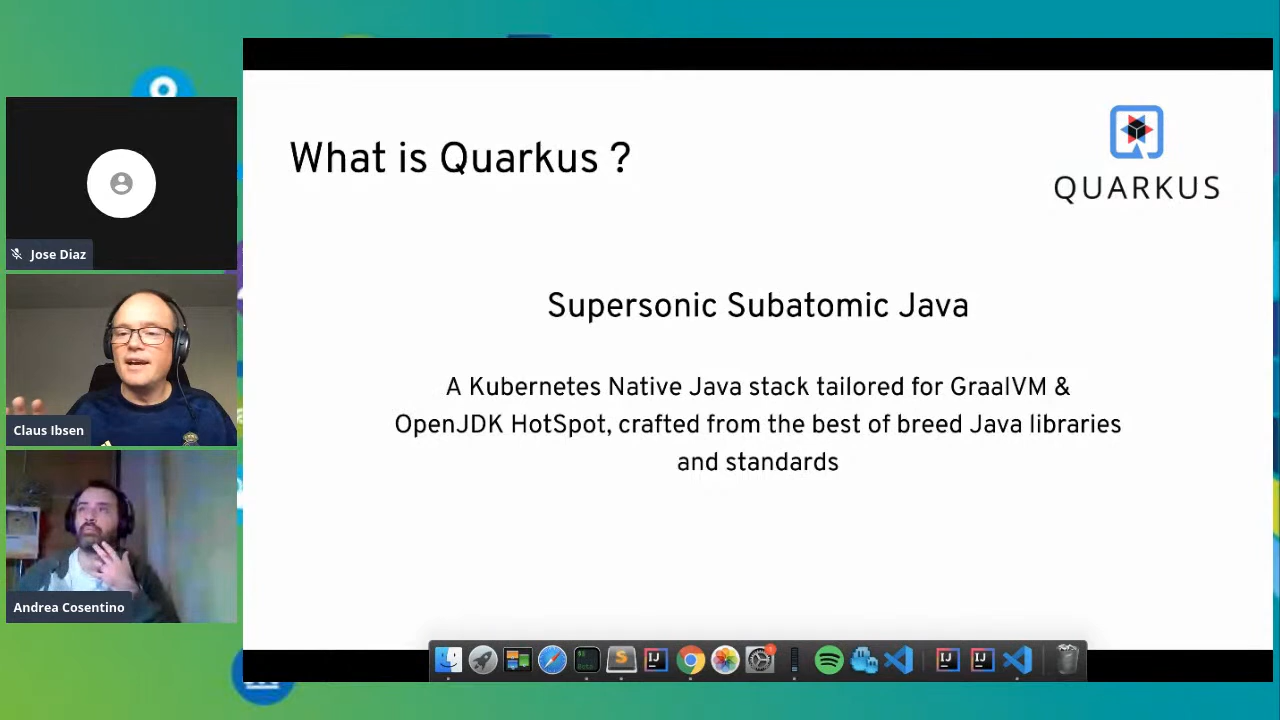 What is Quarkus ?
QUARKUS
Supersonic Subatomic Java
A Kubernetes Native Java stack tailored for GraalVM &
OpenJDK HotSpot, crafted from the best of breed Java libraries
and standards
Jose Diaz
Claus Ibsen
Andrea Cosentino